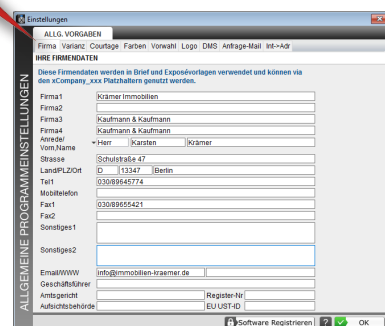 Einstellungen
ALLG. VORGABEN
Firma Varianz Courtage Farben Vorwahl Logo DMS Anfrage-Mail Int->Adr
IHRE FIRMENDATEN
Diese Firmendaten werden in Brief und Exposévorlagen verwendet und können via
den xCompany_xxx Platzhaltern genutzt werden.
Firma1 Krämer Immobilien
Firma2
Firma3 Kaufmann & Kaufmann
Firma4 Kaufmann & Kaufmann
Anrede/
Vorn,Name Herr Karsten Krämer
Strasse Schulstraße 47
Land/PLZ/Ort D 13347 Berlin
Tel1 030/89645774
Mobiltelefon
Fax1 030/89655421
Fax2
Sonstiges1
Sonstiges2
Email/WWW info@immobilien-kraemer.de
Geschäftsführer
Amtsgericht Register-Nr
Aufsichtsbehörde EU UST-ID
Software Registrieren ? OK
ALLGEMEINE PROGRAMMEINSTELLUNGEN